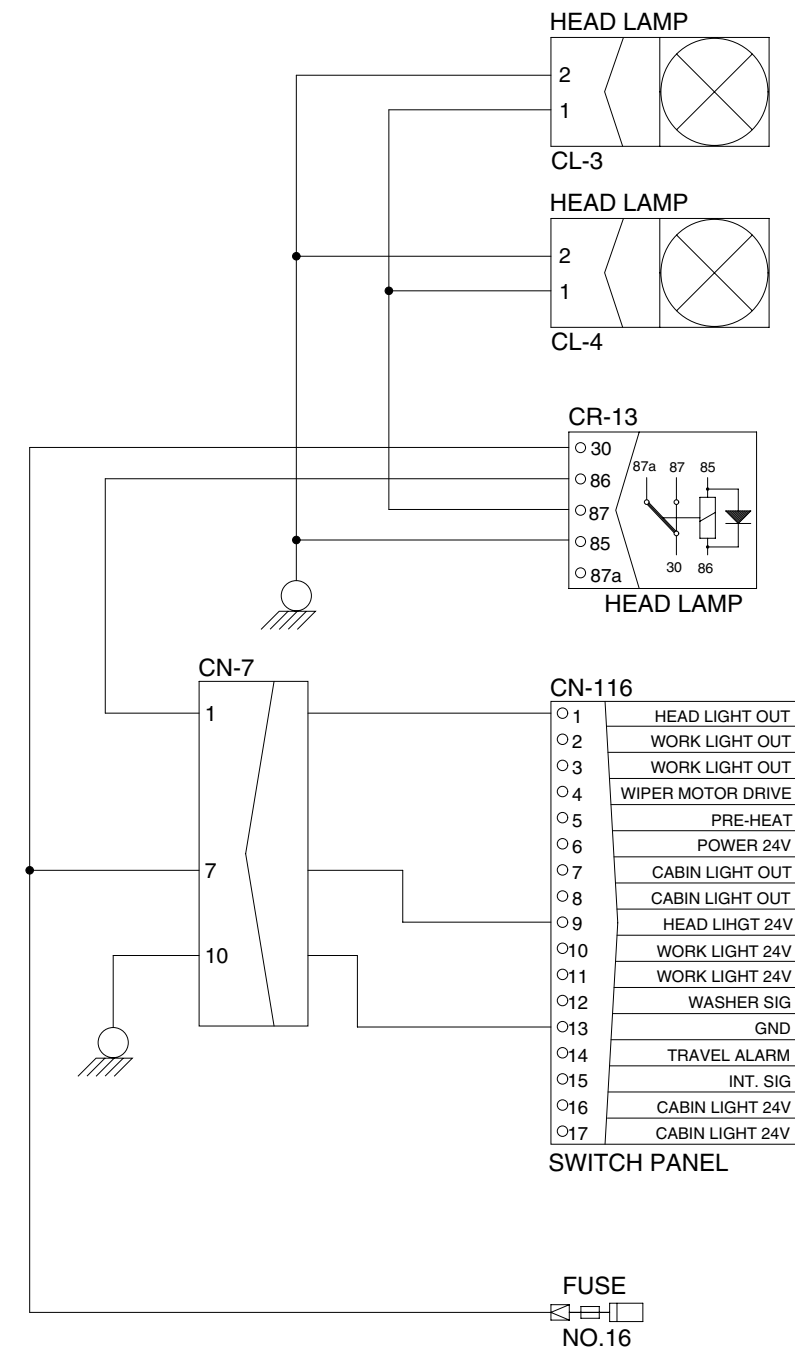 HEAD LAMP
2
1
CL-3
HEAD LAMP
2
1
CL-4
CR-13
30
86
87
85
87a
87a 87 85
30 86
HEAD LAMP
CN-7
1
7
10
CN-116
1 HEAD LIGHT OUT
2 WORK LIGHT OUT
3 WORK LIGHT OUT
4 WIPER MOTOR DRIVE
5 PRE-HEAT
6 POWER 24V
7 CABIN LIGHT OUT
8 CABIN LIGHT OUT
9 HEAD LIHGT 24V
10 WORK LIGHT 24V
11 WORK LIGHT 24V
12 WASHER SIG
13 GND
14 TRAVEL ALARM
15 INT. SIG
16 CABIN LIGHT 24V
17 CABIN LIGHT 24V
SWITCH PANEL
FUSE
NO.16